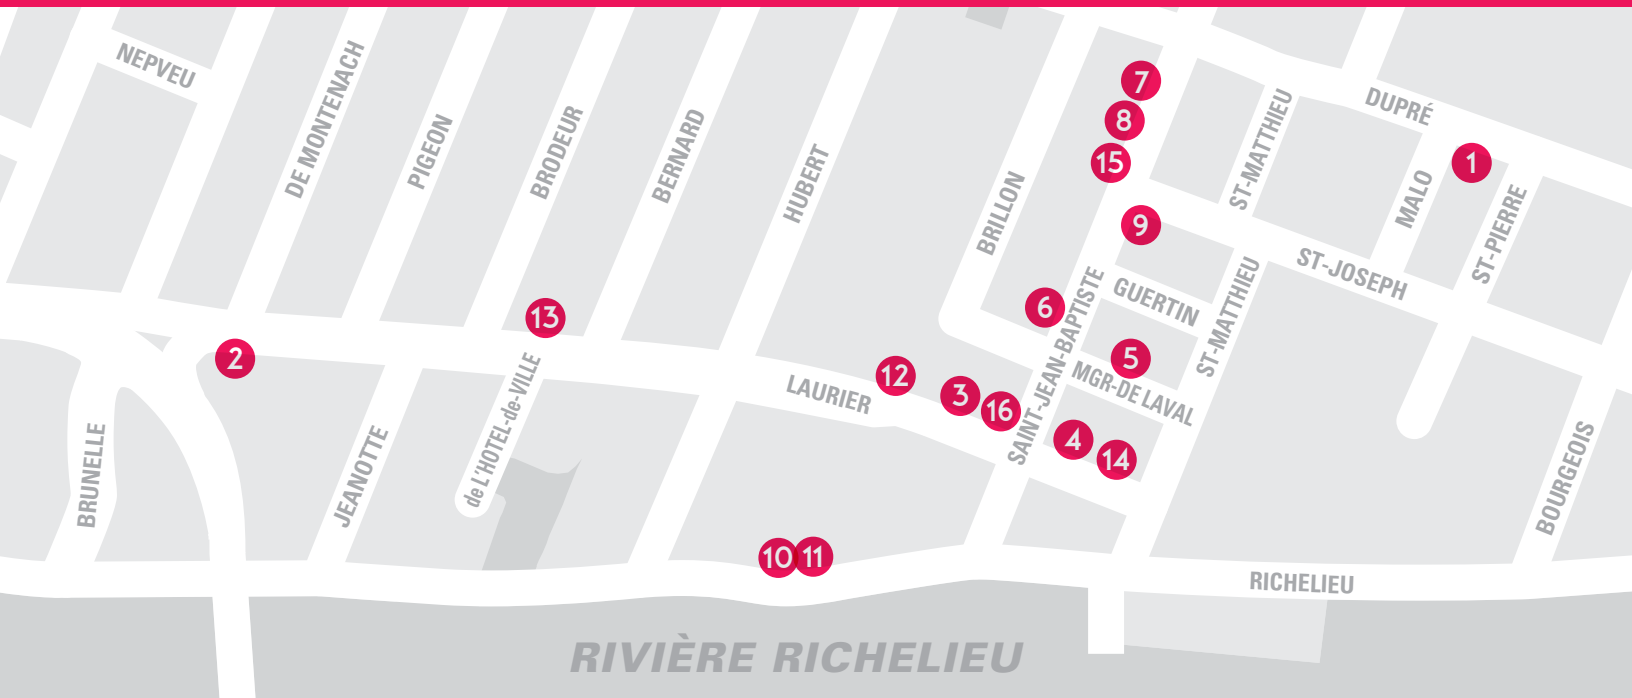 NEPVEU
DE MONTENACH
PIGEON
BRODEUR
BERNARD
HUBERT
BRILLON
7
8
15
ST-MATTHIEU
DUPRÉ
1
MALO
ST-PIERRE
9
ST-JOSEPH
GUERTIN
6
ST-MATTHIEU
SAINT-JEAN-BAPTISTE
5
MGR-DE LAVAL
13
2
12
LAURIER
3
16
4
14
BRUNELLE
JEANOTTE
de L'HOTEL-de-VILLE
BOURGEOIS
10
11
RICHELIEU
RIVIÈRE RICHELIEU